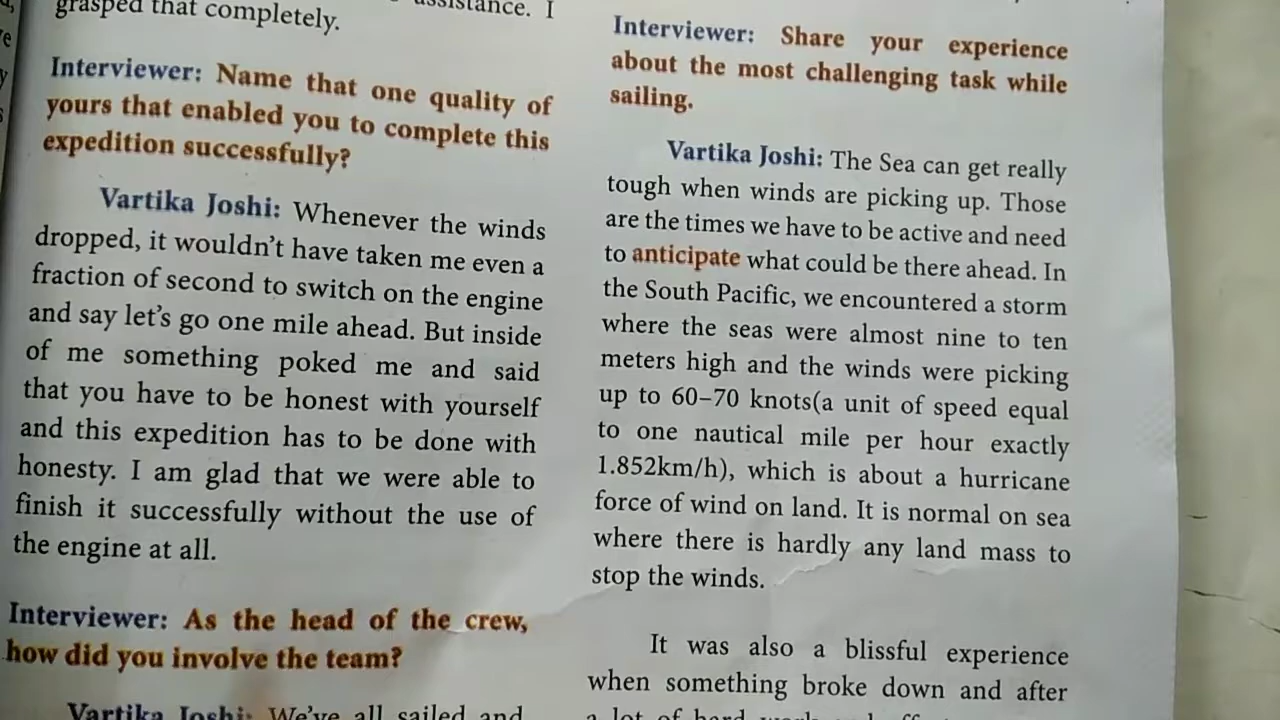 assistance. I
grasped that completely.
Interviewer: Name that one quality of
yours that enabled you to complete this
expedition successfully?
Vartika Joshi: Whenever the winds
dropped, it wouldn't have taken me even a
fraction of second to switch on the engine
and say let's go one mile ahead. But inside
of me something poked me and said
that you have to be honest with yourself
and this expedition has to be done with
honesty. I am glad that we were able to
finish it successfully without the use of
the engine at all.
Interviewer: As the head of the crew,
how did you involve the team?
Vartika Joshi: We've all sailed and
Interviewer: Share your experience
about the most challenging task while
sailing.
Vartika Joshi: The Sea can get really
tough when winds are picking up. Those
are the times we have to be active and need
to anticipate what could be there ahead. In
the South Pacific, we encountered a storm
where the seas were almost nine to ten
meters high and the winds were picking
up to 60–70 knots(a unit of speed equal
to one nautical mile per hour exactly
1.852km/h), which is about a hurricane
force of wind on land. It is normal on sea
where there is hardly any land mass to
stop the winds.
It was also a blissful experience
when something broke down and after
a lot of hard